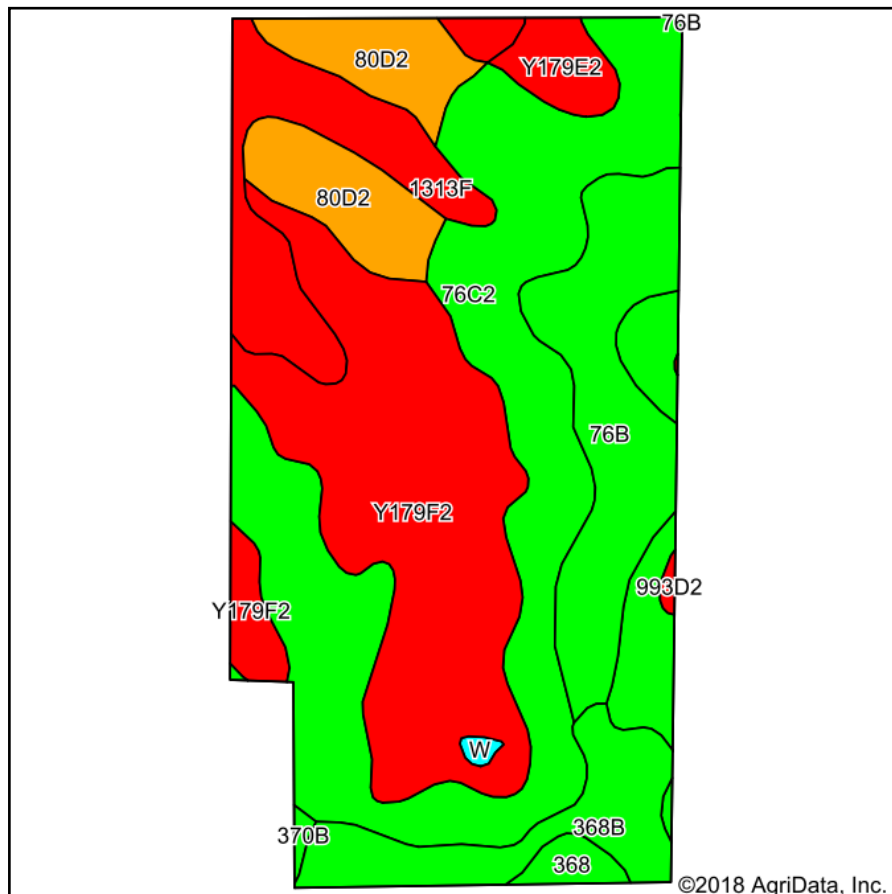 76B
80D2
Y179E2
1313F
80D2
76C2
76B
Y179F2
993D2
Y179F2
W
368B
370B
368
©2018 AgriData, Inc.